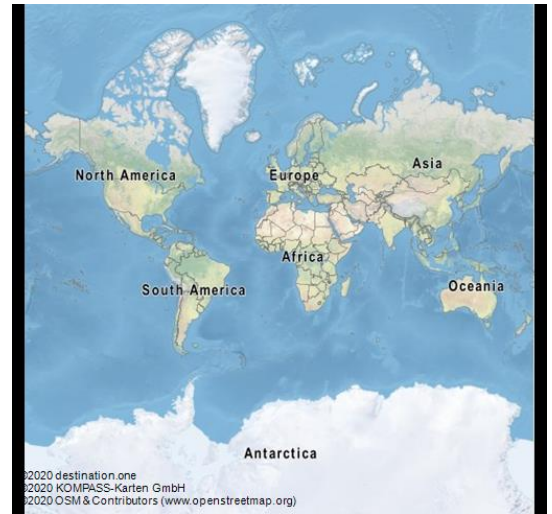 Asia
North America
Europe
Africa
South America
Oceania
Antarctica
©2020 destination.one
©2020 KOMPASS-Karten GmbH
©2020 OSM & Contributors (www.openstreetmap.org)